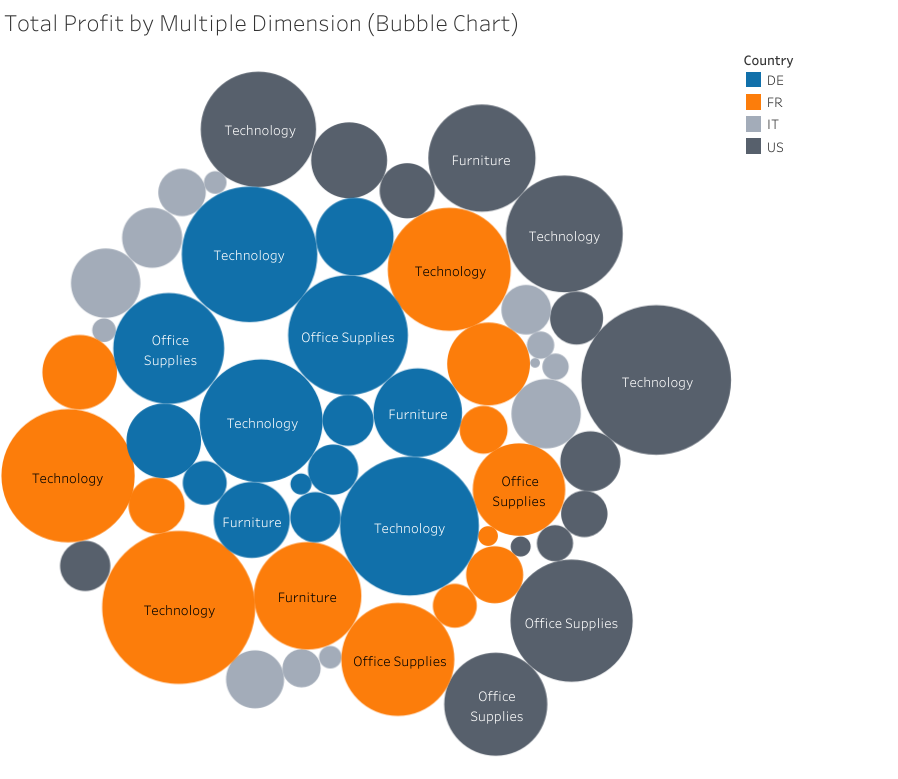 Total Profit by Multiple Dimension (Bubble Chart)
Country
DE
FR
IT
US
Technology
Furniture
Technology
Technology
Technology
Office Supplies
Office
Supplies
Technology
Technology
Furniture
Technology
Office
Supplies
Furniture
Technology
Technology
Furniture
Office Supplies
Office Supplies
Office
Supplies